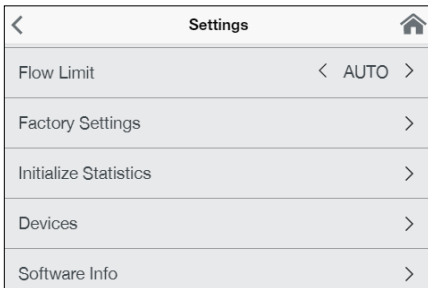 Settings
Flow Limit < AUTO >
Factory Settings >
Initialize Statistics >
Devices >
Software Info >